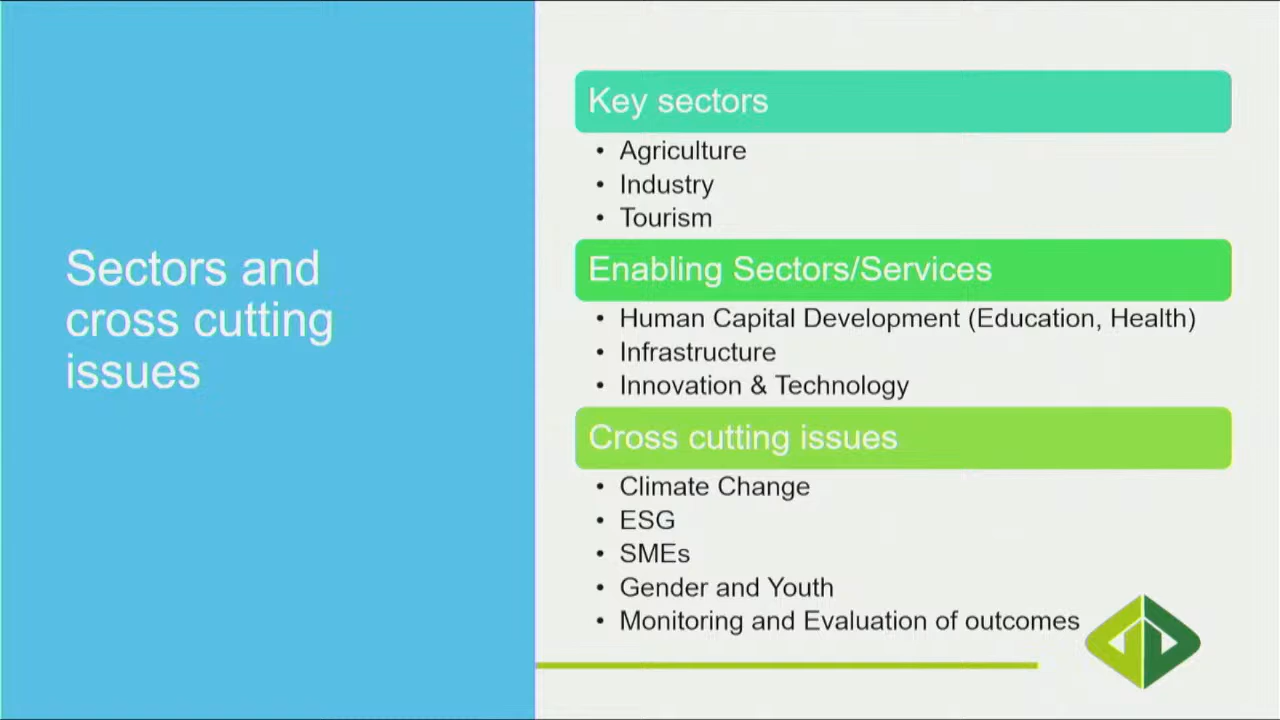 Sectors and
cross cutting
issues
Key sectors
• Agriculture
• Industry
• Tourism
Enabling Sectors/Services
• Human Capital Development (Education, Health)
• Infrastructure
• Innovation & Technology
Cross cutting issues
• Climate Change
• ESG
• SMEs
• Gender and Youth
• Monitoring and Evaluation of outcomes